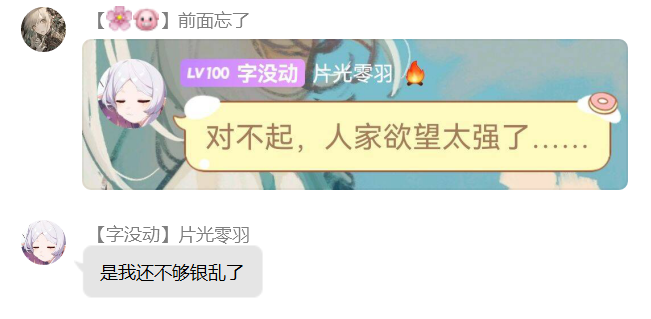 【🌸🐷】前面忘了
LV100 字没动 片光零羽 🔥
对不起，人家欲望太强了……
【字没动】片光零羽
是我还不够银乱了